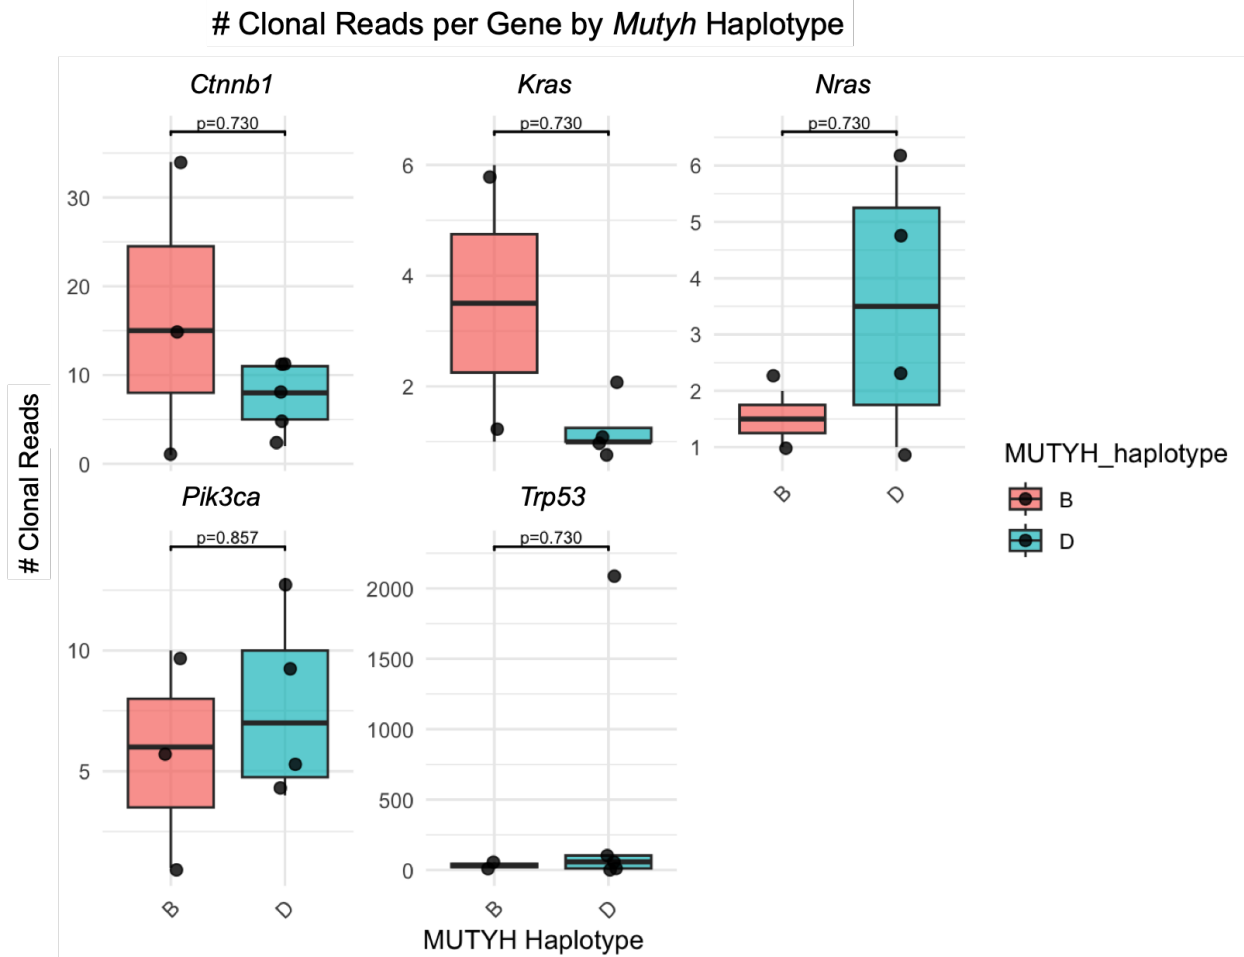 # Clonal Reads per Gene by Mutyh Haplotype
Ctnnb1
Kras
Nras
p=0.730
p=0.730
p=0.730
30
20
10
0
6
4
2
6
5
4
3
2
1
B
D
# Clonal Reads
MUTYH_haplotype
B
D
Pik3ca
Trp53
p=0.857
p=0.730
10
5
2000
1500
1000
500
0
B
D
B
D
MUTYH Haplotype